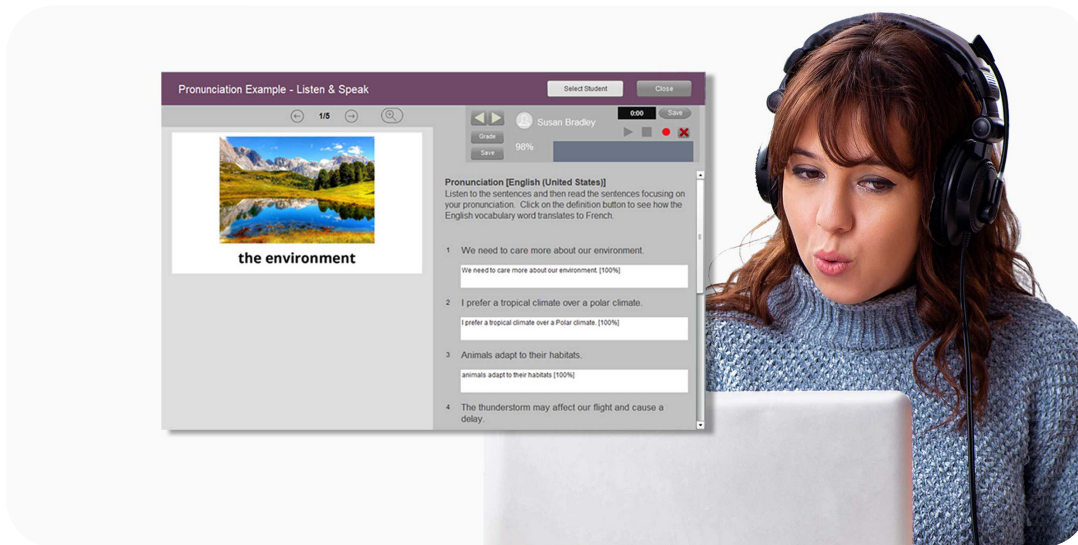 Pronunciation Example - Listen & Speak
Select Student
Close
1/5
the environment
Grade
Save
Susan Bradley
98%
0:00
Save
Pronunciation [English (United States)]
Listen to the sentences and then read the sentences focusing on
your pronunciation. Click on the definition button to see how the
English vocabulary word translates to French.
1 We need to care more about our environment.
We need to care more about our environment. [100%]
2 I prefer a tropical climate over a polar climate.
I prefer a tropical climate over a Polar climate. [100%]
3 Animals adapt to their habitats.
animals adapt to their habitats [100%]
4 The thunderstorm may affect our flight and cause a
delay.